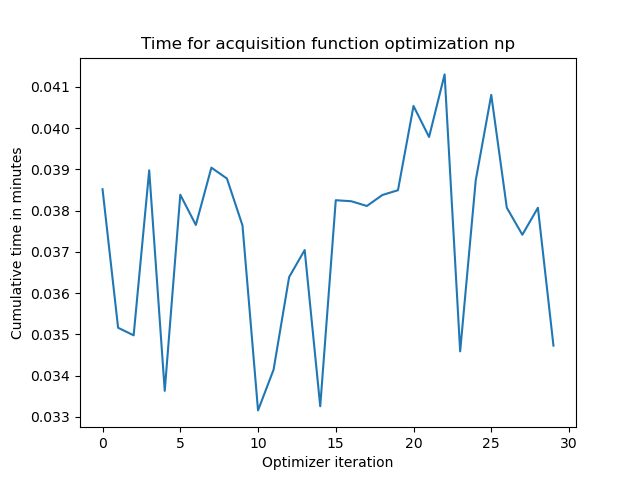 Time for acquisition function optimization np
0.041
0.040
0.039
0.038
0.037
0.036
0.035
0.034
0.033
Cumulative time in minutes
0 5 10 15 20 25 30
Optimizer iteration